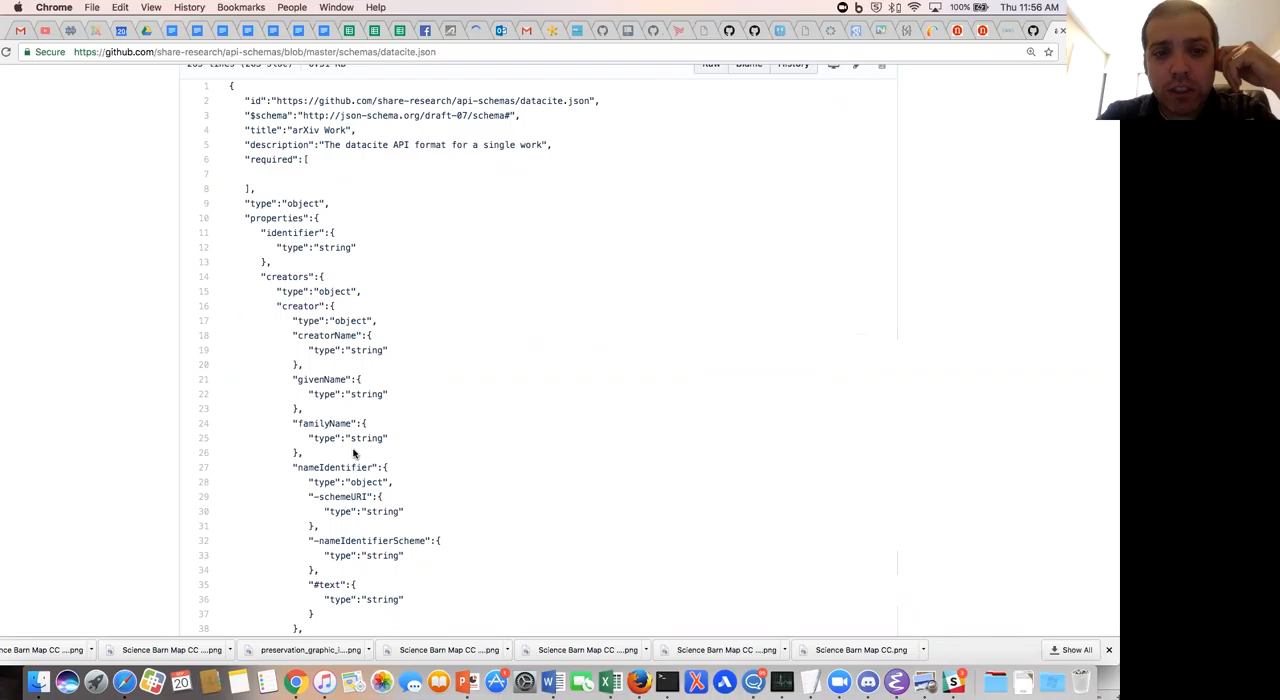 Chrome File Edit View History Bookmarks People Window Help 100% Thu 11:56 AM
Secure https://github.com/share-research/api-schemas/blob/master/schemas/datacite.json
Raw Blame History
1 {
2 "id":"https://github.com/share-research/api-schemas/datacite.json",
3 "$schema":"http://json-schema.org/draft-07/schema#",
4 "title":"arXiv Work",
5 "description":"The datacite API format for a single work",
6 "required":[
7
8 ],
9 "type":"object",
10 "properties":{
11 "identifier":{
12 "type":"string"
13 },
14 "creators":{
15 "type":"object",
16 "creator":{
17 "type":"object",
18 "creatorName":{
19 "type":"string"
20 },
21 "givenName":{
22 "type":"string"
23 },
24 "familyName":{
25 "type":"string"
26 },
27 "nameIdentifier":{
28 "type":"object",
29 "-schemeURI":{
30 "type":"string"
31 },
32 "-nameIdentifierScheme":{
33 "type":"string"
34 },
35 "#text":{
36 "type":"string"
37 }
38 },
nce Barn Map CC ....png Science Barn Map CC ....png preservation_graphic_i....png Science Barn Map CC ....png Science Barn Map CC ....png Science Barn Map CC ....png Science Barn Map CC.png Show All
20